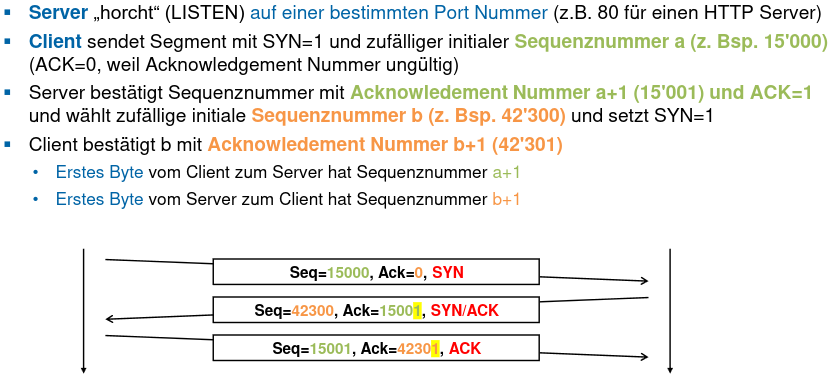 ▪ Server „horcht“ (LISTEN) auf einer bestimmten Port Nummer (z.B. 80 für einen HTTP Server)
▪ Client sendet Segment mit SYN=1 und zufälliger initialer Sequenznummer a (z. Bsp. 15'000)
(ACK=0, weil Acknowledgement Nummer ungültig)
▪ Server bestätigt Sequenznummer mit Acknowledement Nummer a+1 (15'001) und ACK=1
und wählt zufällige initiale Sequenznummer b (z. Bsp. 42'300) und setzt SYN=1
▪ Client bestätigt b mit Acknowledement Nummer b+1 (42'301)
• Erstes Byte vom Client zum Server hat Sequenznummer a+1
• Erstes Byte vom Server zum Client hat Sequenznummer b+1
Seq=15000, Ack=0, SYN
Seq=42300, Ack=15001, SYN/ACK
Seq=15001, Ack=42301, ACK